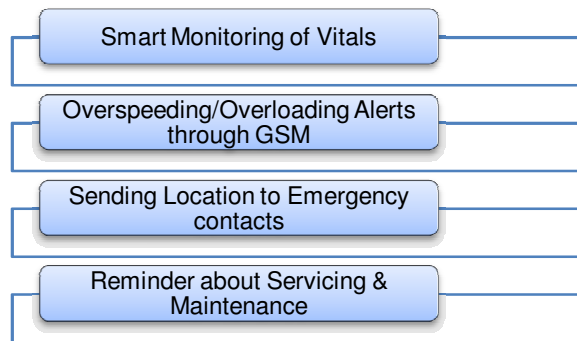 Smart Monitoring of Vitals
Overspeeding/Overloading Alerts
through GSM
Sending Location to Emergency
contacts
Reminder about Servicing &
Maintenance